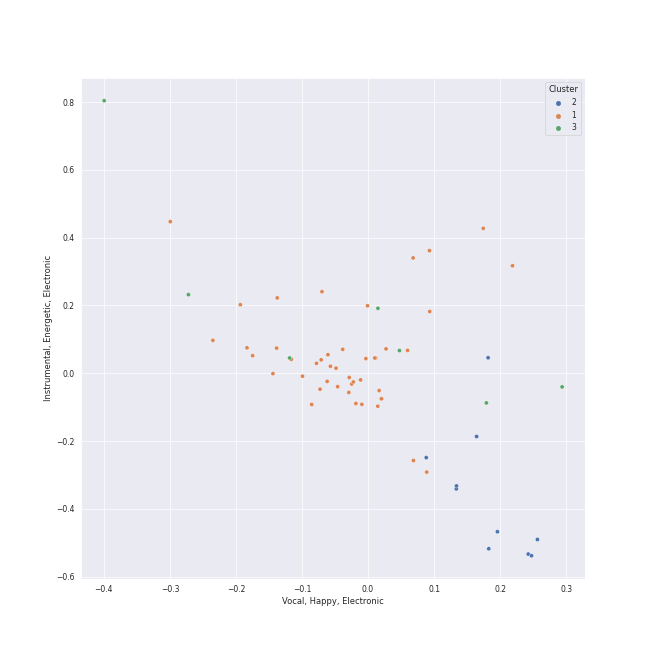 Cluster
2
1
3
0.8
0.6
0.4
0.2
0.0
−0.2
−0.4
−0.6
Instrumental, Energetic, Electronic
−0.4 −0.3 −0.2 −0.1 0.0 0.1 0.2 0.3
Vocal, Happy, Electronic